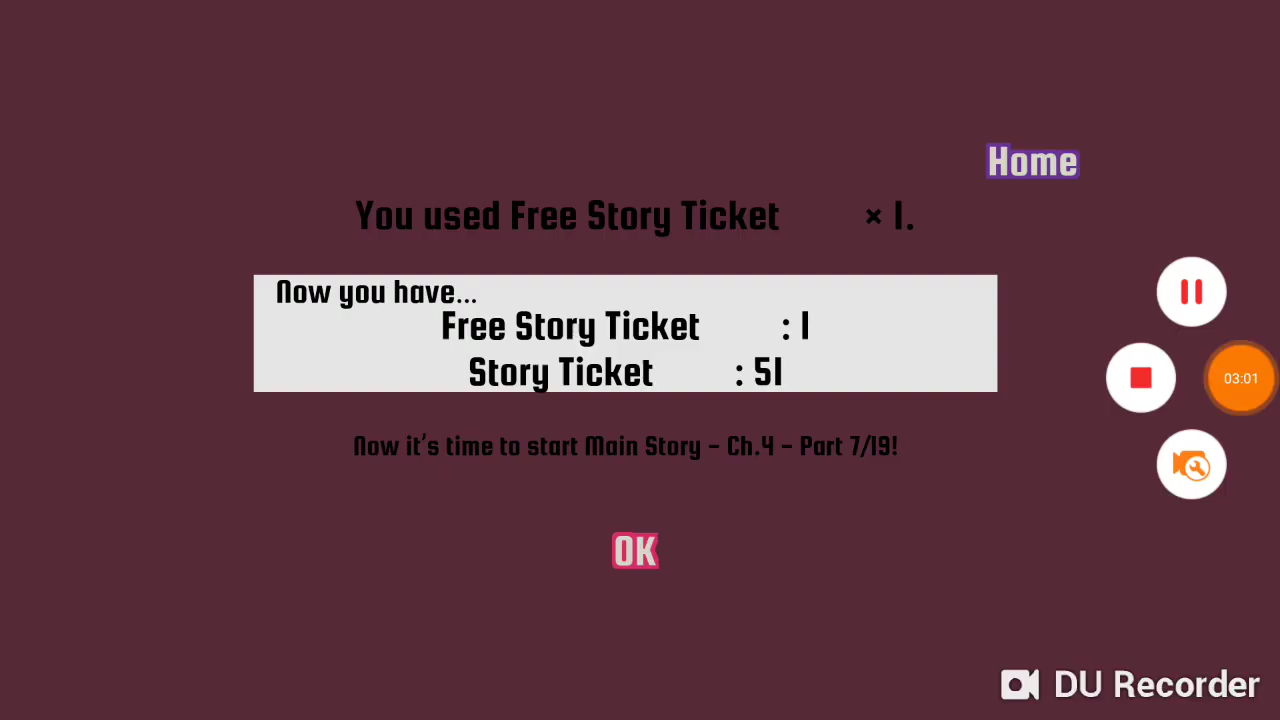 Home
You used Free Story Ticket × 1.
Now you have...
Free Story Ticket : 1
Story Ticket : 51
Now it's time to start Main Story - Ch.4 - Part 7/19!
OK
03:01
DU Recorder